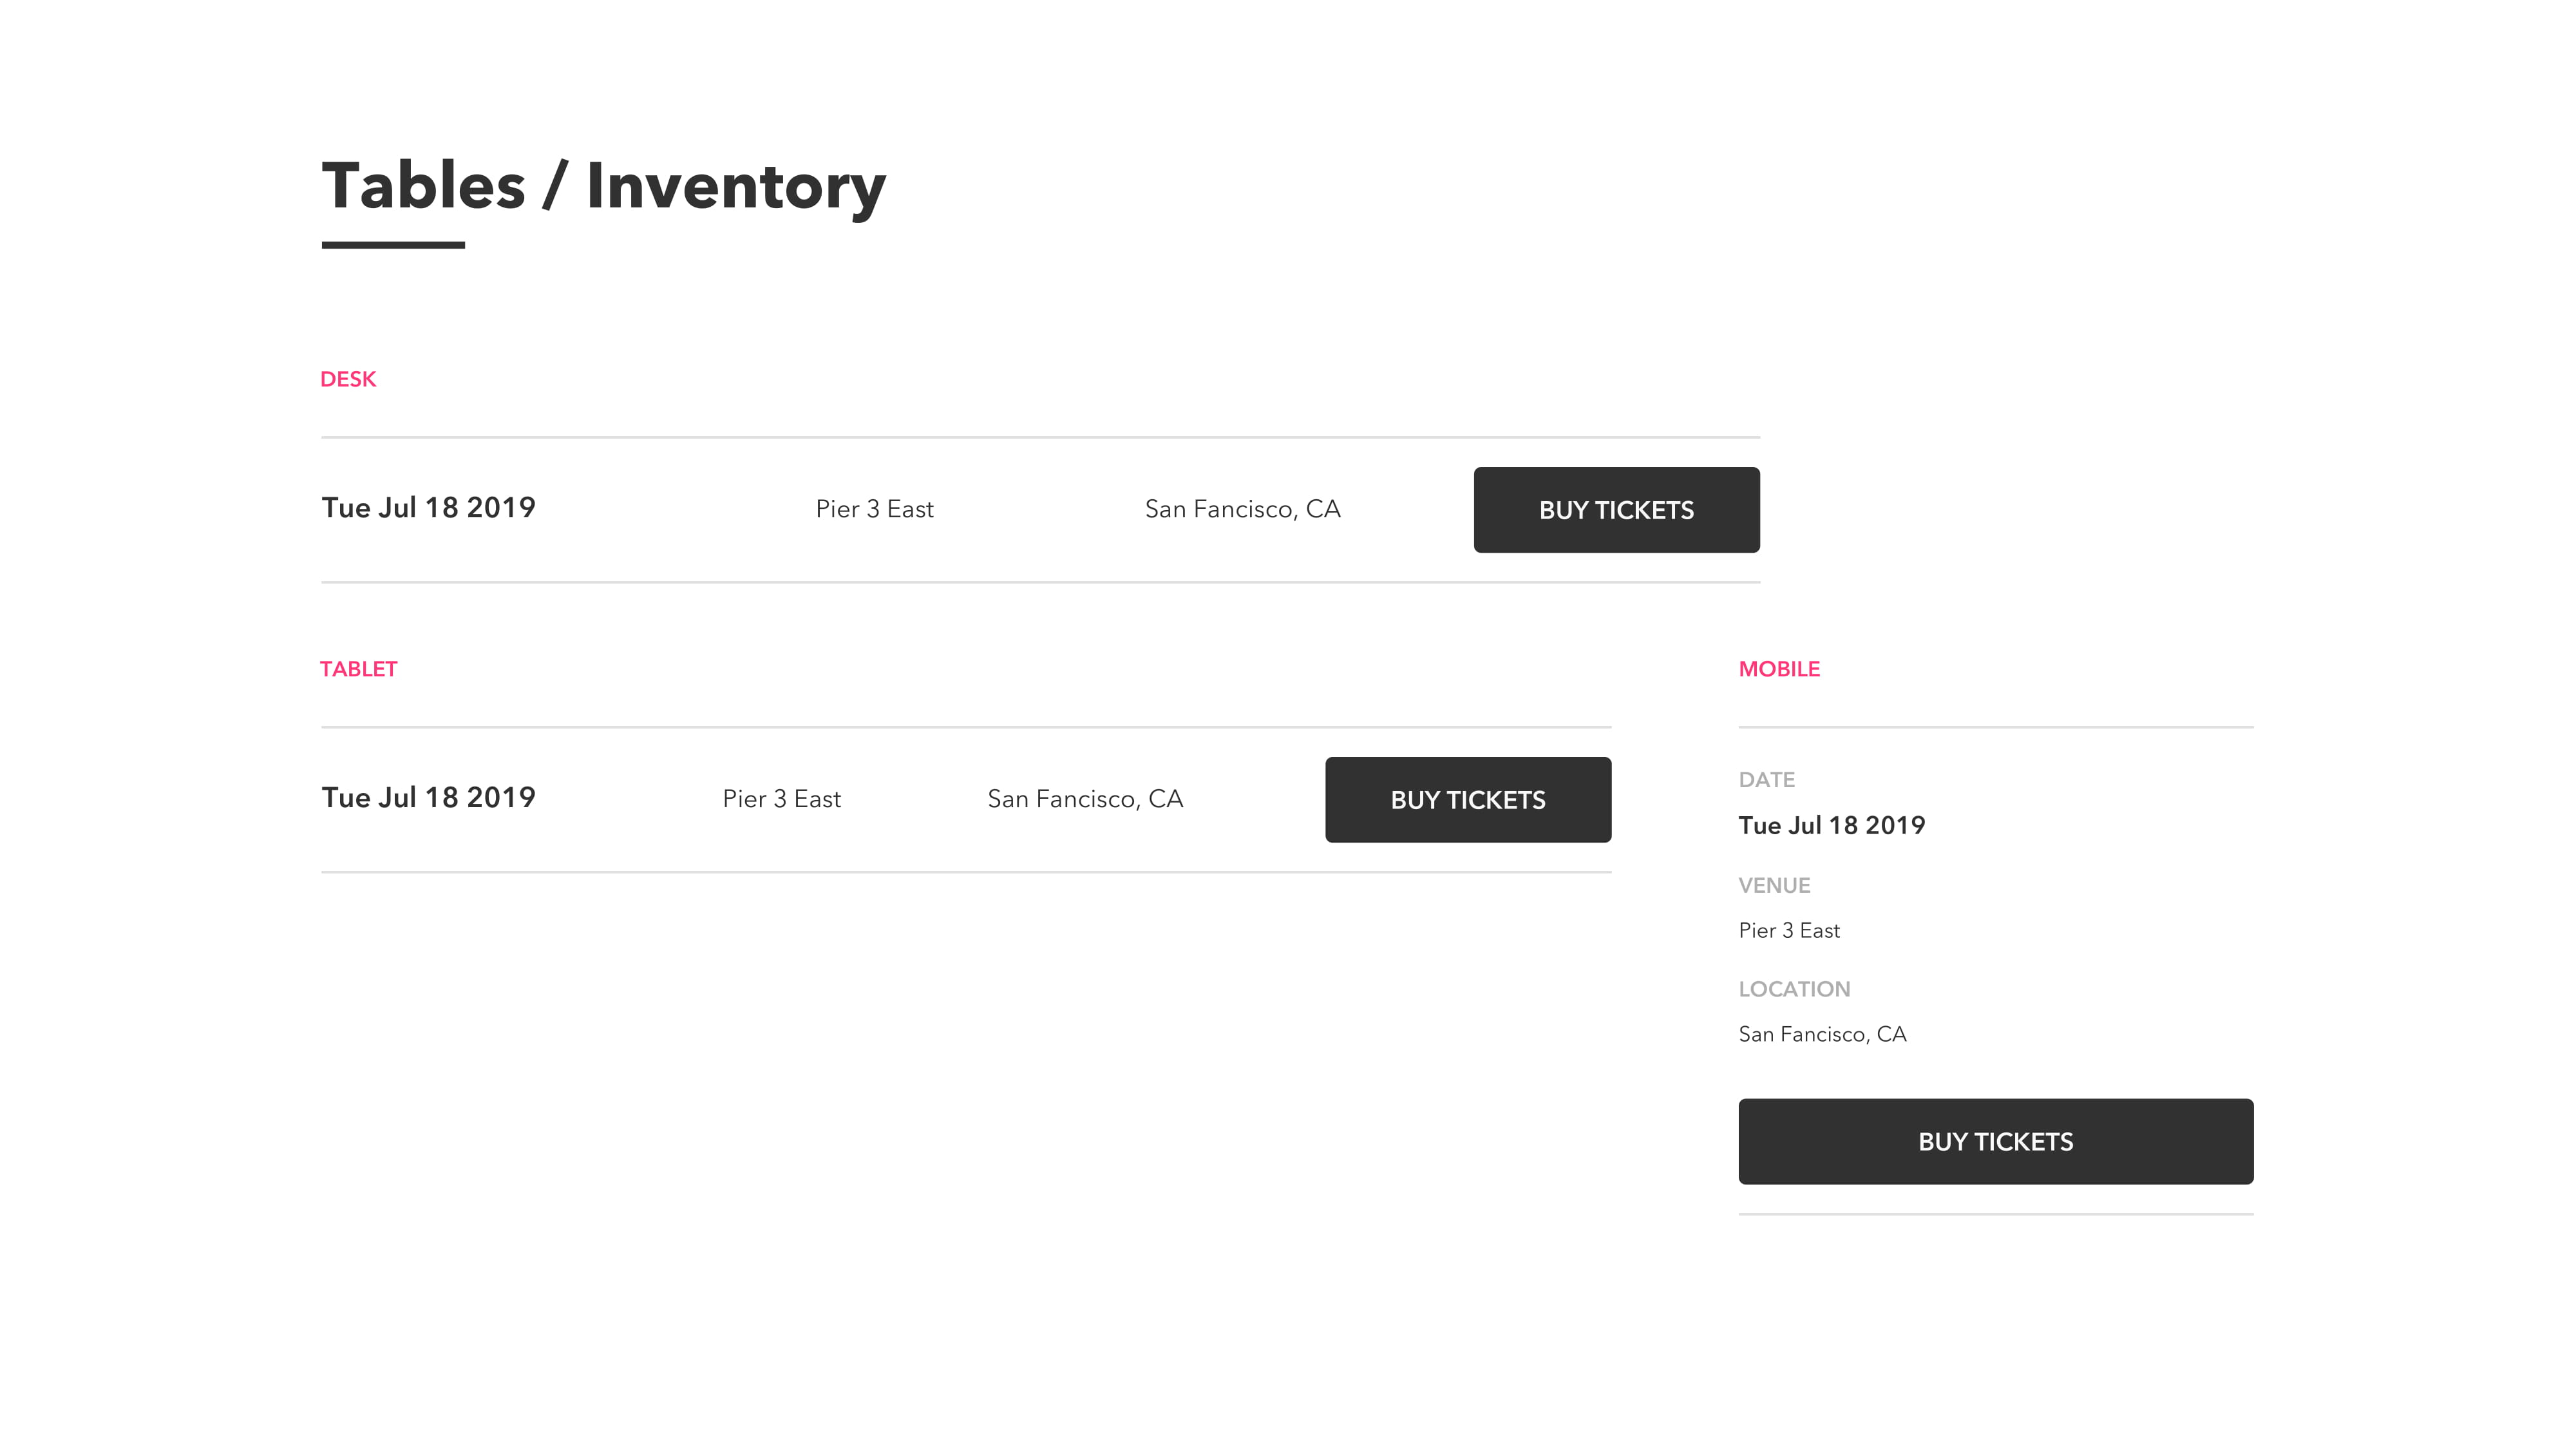 Tables / Inventory
DESK
Tue Jul 18 2019 Pier 3 East San Fancisco, CA BUY TICKETS
TABLET
Tue Jul 18 2019 Pier 3 East San Fancisco, CA BUY TICKETS
MOBILE
DATE
Tue Jul 18 2019
VENUE
Pier 3 East
LOCATION
San Fancisco, CA
BUY TICKETS